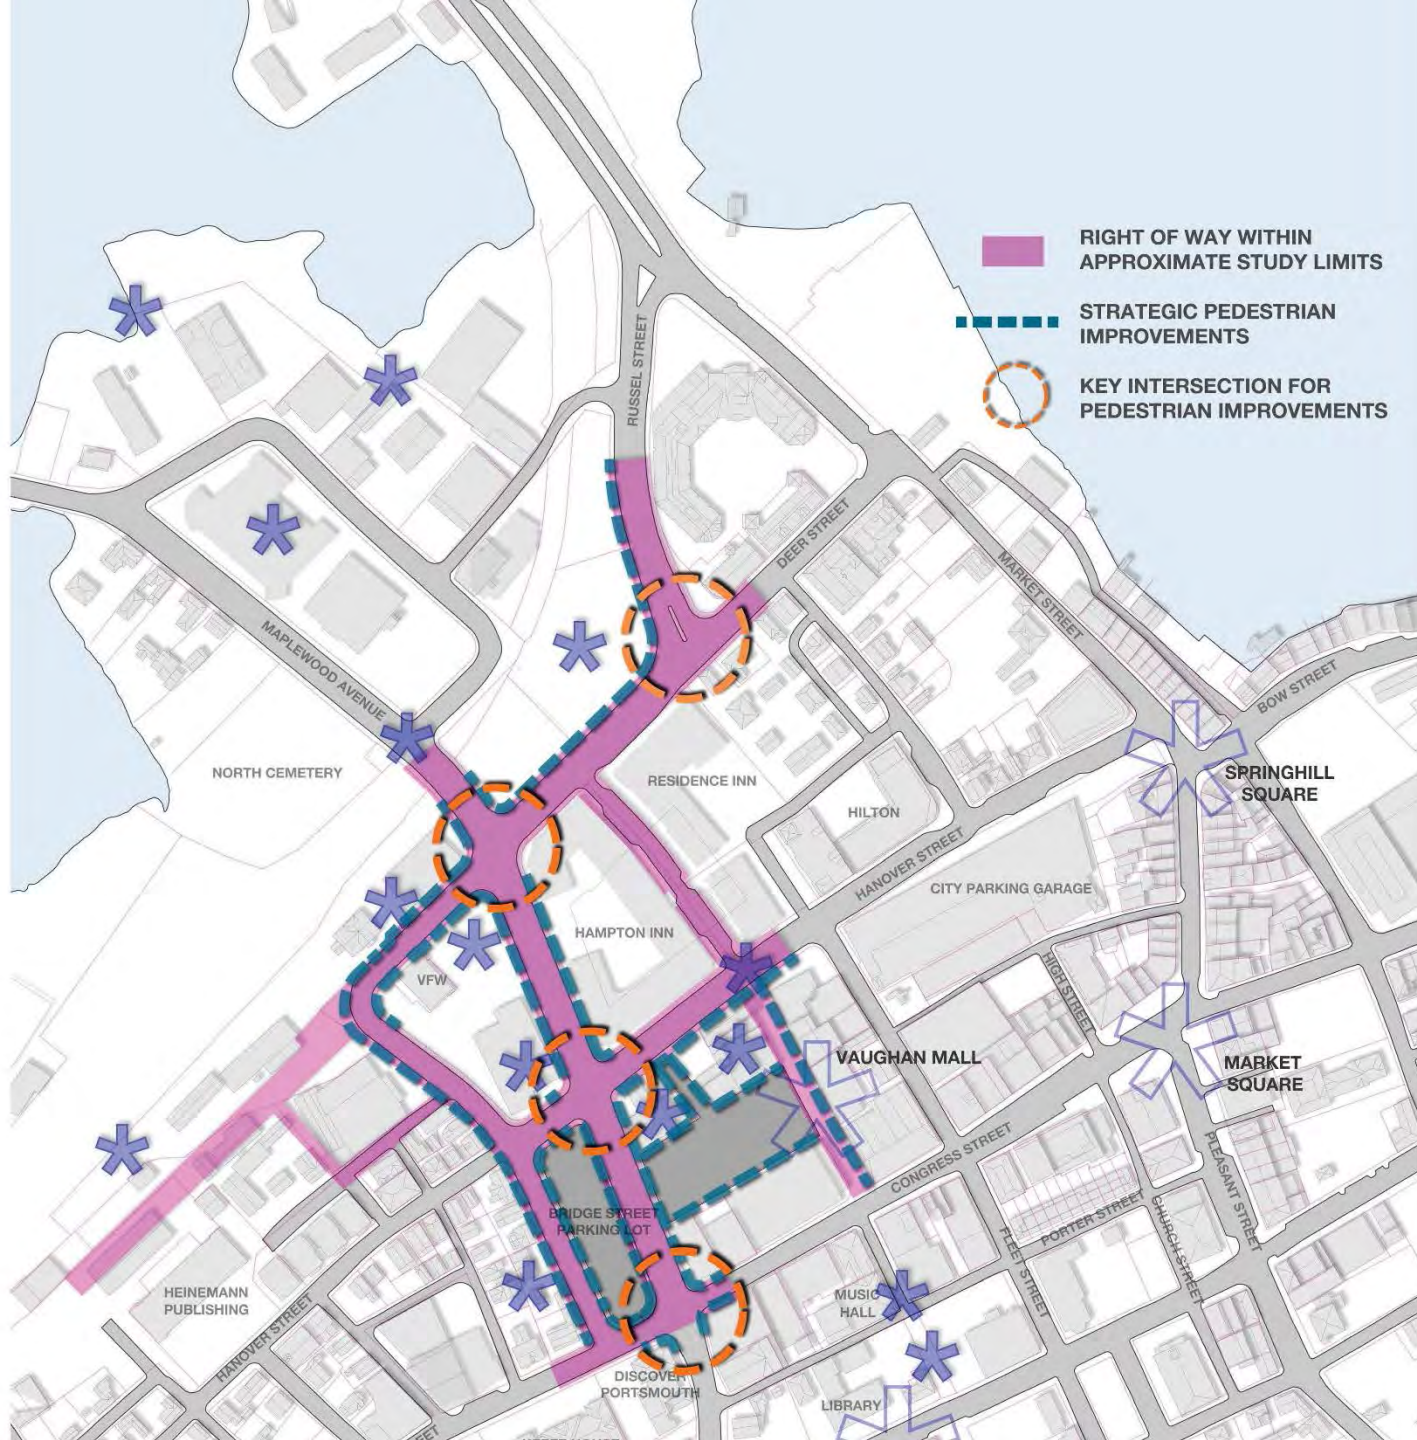 RIGHT OF WAY WITHIN
APPROXIMATE STUDY LIMITS
STRATEGIC PEDESTRIAN
IMPROVEMENTS
KEY INTERSECTION FOR
PEDESTRIAN IMPROVEMENTS
RUSSEL STREET
DEER STREET
MARKET STREET
MAPLEWOOD AVENUE
BOW STREET
NORTH CEMETERY
RESIDENCE INN
SPRINGHILL
SQUARE
HILTON
HANOVER STREET
CITY PARKING GARAGE
HAMPTON INN
VFW
HIGH STREET
VAUGHAN MALL
MARKET
SQUARE
CONGRESS STREET
PLEASANT STREET
BRIDGE STREET
PARKING LOT
PORTER STREET
CHURCH STREET
FLEET STREET
HEINEMANN
PUBLISHING
HANOVER STREET
MUSIC
HALL
DISCOVER
PORTSMOUTH
LIBRARY